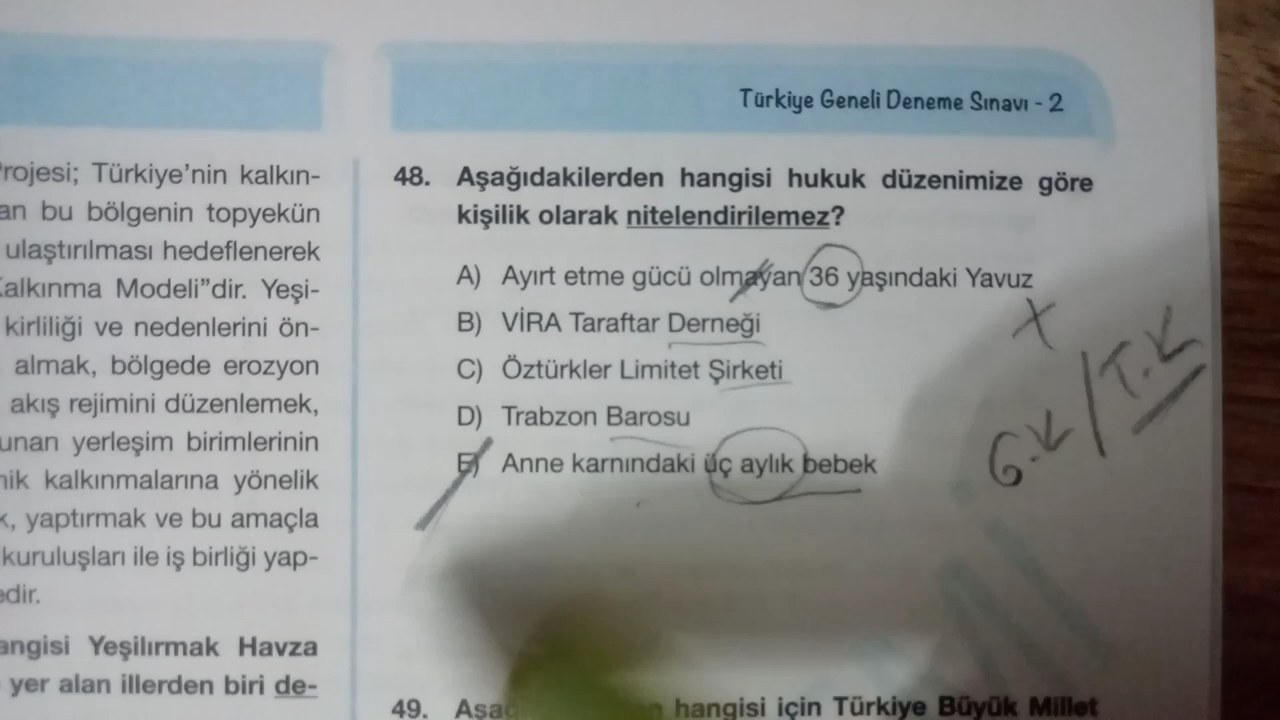 Türkiye Geneli Deneme Sınavı - 2
rojesi; Türkiye'nin kalkın-
an bu bölgenin topyekün
ulaştırılması hedeflenerek
alkınma Modeli"dir. Yeşi-
kirliliği ve nedenlerini ön-
almak, bölgede erozyon
akış rejimini düzenlemek,
unan yerleşim birimlerinin
nik kalkınmalarına yönelik
k, yaptırmak ve bu amaçla
kuruluşları ile iş birliği yap-
edir.
angisi Yeşilırmak Havza
yer alan illerden biri de-
48. Aşağıdakilerden hangisi hukuk düzenimize göre
kişilik olarak nitelendirilemez?
A) Ayırt etme gücü olmayan 36 yaşındaki Yavuz
B) VİRA Taraftar Derneği
C) Öztürkler Limitet Şirketi
D) Trabzon Barosu
E) Anne karnındaki üç aylık bebek
G.K / T.K
49. Aşağ hangisi için Türkiye Büyük Millet